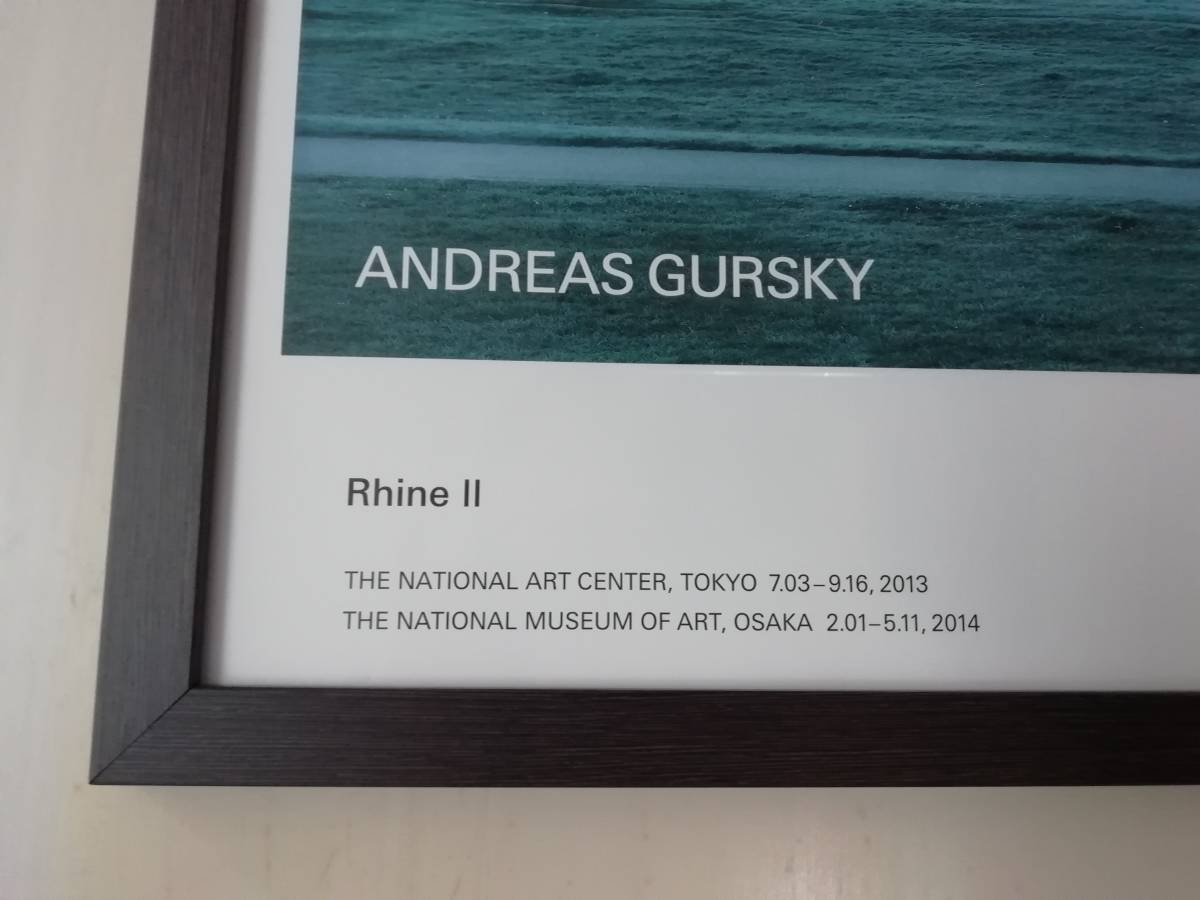 ANDREAS GURSKY
Rhine II
THE NATIONAL ART CENTER, TOKYO 7.03–9.16, 2013
THE NATIONAL MUSEUM OF ART, OSAKA 2.01–5.11, 2014